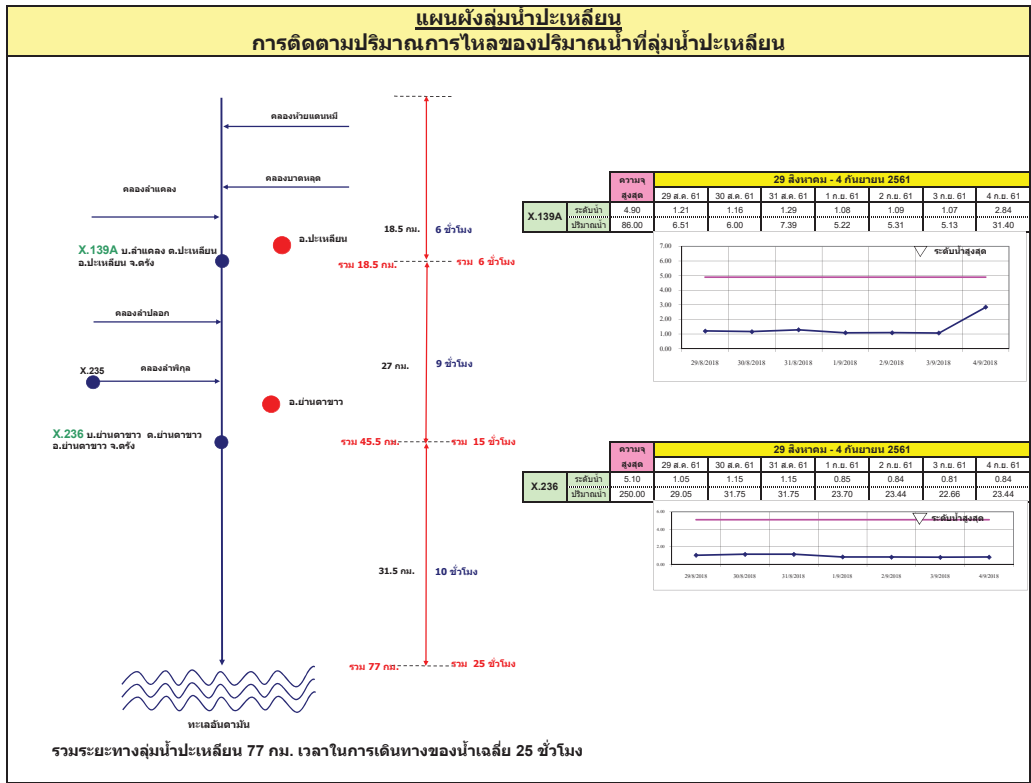 แผนผังลุ่มน้ำปะเหลียน
การติดตามปริมาณการไหลของปริมาณน้ำที่ลุ่มน้ำปะเหลียน
คลองห้วยแดนหมี
คลองบาตหลุด
คลองลำแคลง
18.5 กม.
6 ชั่วโมง
อ.ปะเหลียน
X.139A บ.ลำแคลง ต.ปะเหลียน
อ.ปะเหลียน จ.ตรัง
รวม 18.5 กม.
รวม 6 ชั่วโมง
คลองลำปลอก
27 กม.
9 ชั่วโมง
X.235
คลองลำพิกุล
อ.ย่านตาขาว
X.236 บ.ย่านตาขาว ต.ย่านตาขาว
อ.ย่านตาขาว จ.ตรัง
รวม 45.5 กม.
รวม 15 ชั่วโมง
31.5 กม.
10 ชั่วโมง
รวม 77 กม.
รวม 25 ชั่วโมง
ทะเลอันดามัน
รวมระยะทางลุ่มน้ำปะเหลียน 77 กม. เวลาในการเดินทางของน้ำเฉลี่ย 25 ชั่วโมง
ความจุ 29 สิงหาคม - 4 กันยายน 2561
สูงสุด 29 ส.ค. 61 30 ส.ค. 61 31 ส.ค. 61 1 ก.ย. 61 2 ก.ย. 61 3 ก.ย. 61 4 ก.ย. 61
X.139A
ระดับน้ำ 4.90 1.21 1.16 1.29 1.08 1.09 1.07 2.84
ปริมาณน้ำ 86.00 6.51 6.00 7.39 5.22 5.31 5.13 31.40
ระดับน้ำสูงสุด
7.00
6.00
5.00
4.00
3.00
2.00
1.00
0.00
29/8/2018 30/8/2018 31/8/2018 1/9/2018 2/9/2018 3/9/2018 4/9/2018
ความจุ 29 สิงหาคม - 4 กันยายน 2561
สูงสุด 29 ส.ค. 61 30 ส.ค. 61 31 ส.ค. 61 1 ก.ย. 61 2 ก.ย. 61 3 ก.ย. 61 4 ก.ย. 61
X.236
ระดับน้ำ 5.10 1.05 1.15 1.15 0.85 0.84 0.81 0.84
ปริมาณน้ำ 250.00 29.05 31.75 31.75 23.70 23.44 22.66 23.44
ระดับน้ำสูงสุด
6.00
4.00
2.00
0.00
29/8/2018 30/8/2018 31/8/2018 1/9/2018 2/9/2018 3/9/2018 4/9/2018